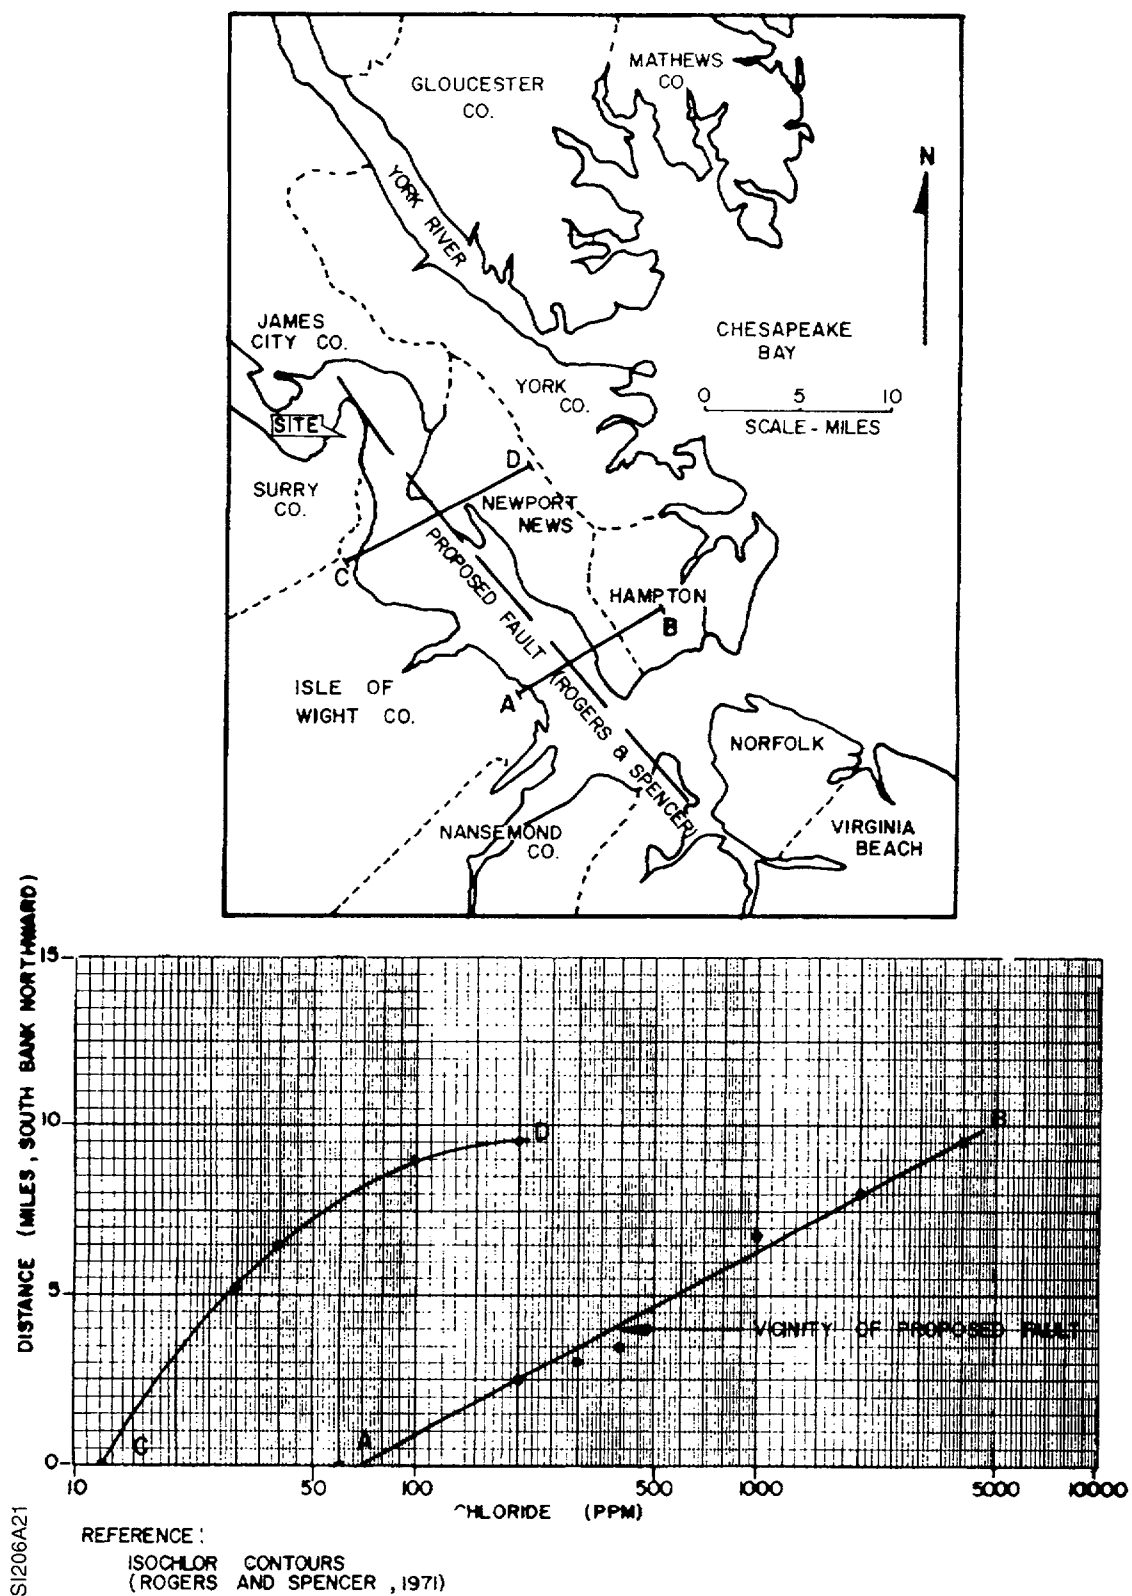 MATHEWS
CO
GLOUCESTER
CO.
N
YORK RIVER
JAMES
CITY CO.
CHESAPEAKE
BAY
YORK
CO.
0 5 10
SCALE - MILES
SITE
D
SURRY
CO.
NEWPORT
NEWS
C
PROPOSED FAULT (ROGERS & SPENCER)
HAMPTON
B
A
ISLE OF
WIGHT CO.
NORFOLK
NANSEMOND
CO.
VIRGINIA
BEACH
DISTANCE (MILES, SOUTH BANK NORTHWARD)
15
10
5
0
D
B
VICINITY OF PROPOSED FAULT
C
A
10 50 100 500 1000 5000 10000
CHLORIDE (PPM)
REFERENCE:
ISOCHLOR CONTOURS
(ROGERS AND SPENCER, 1971)
SI206A21